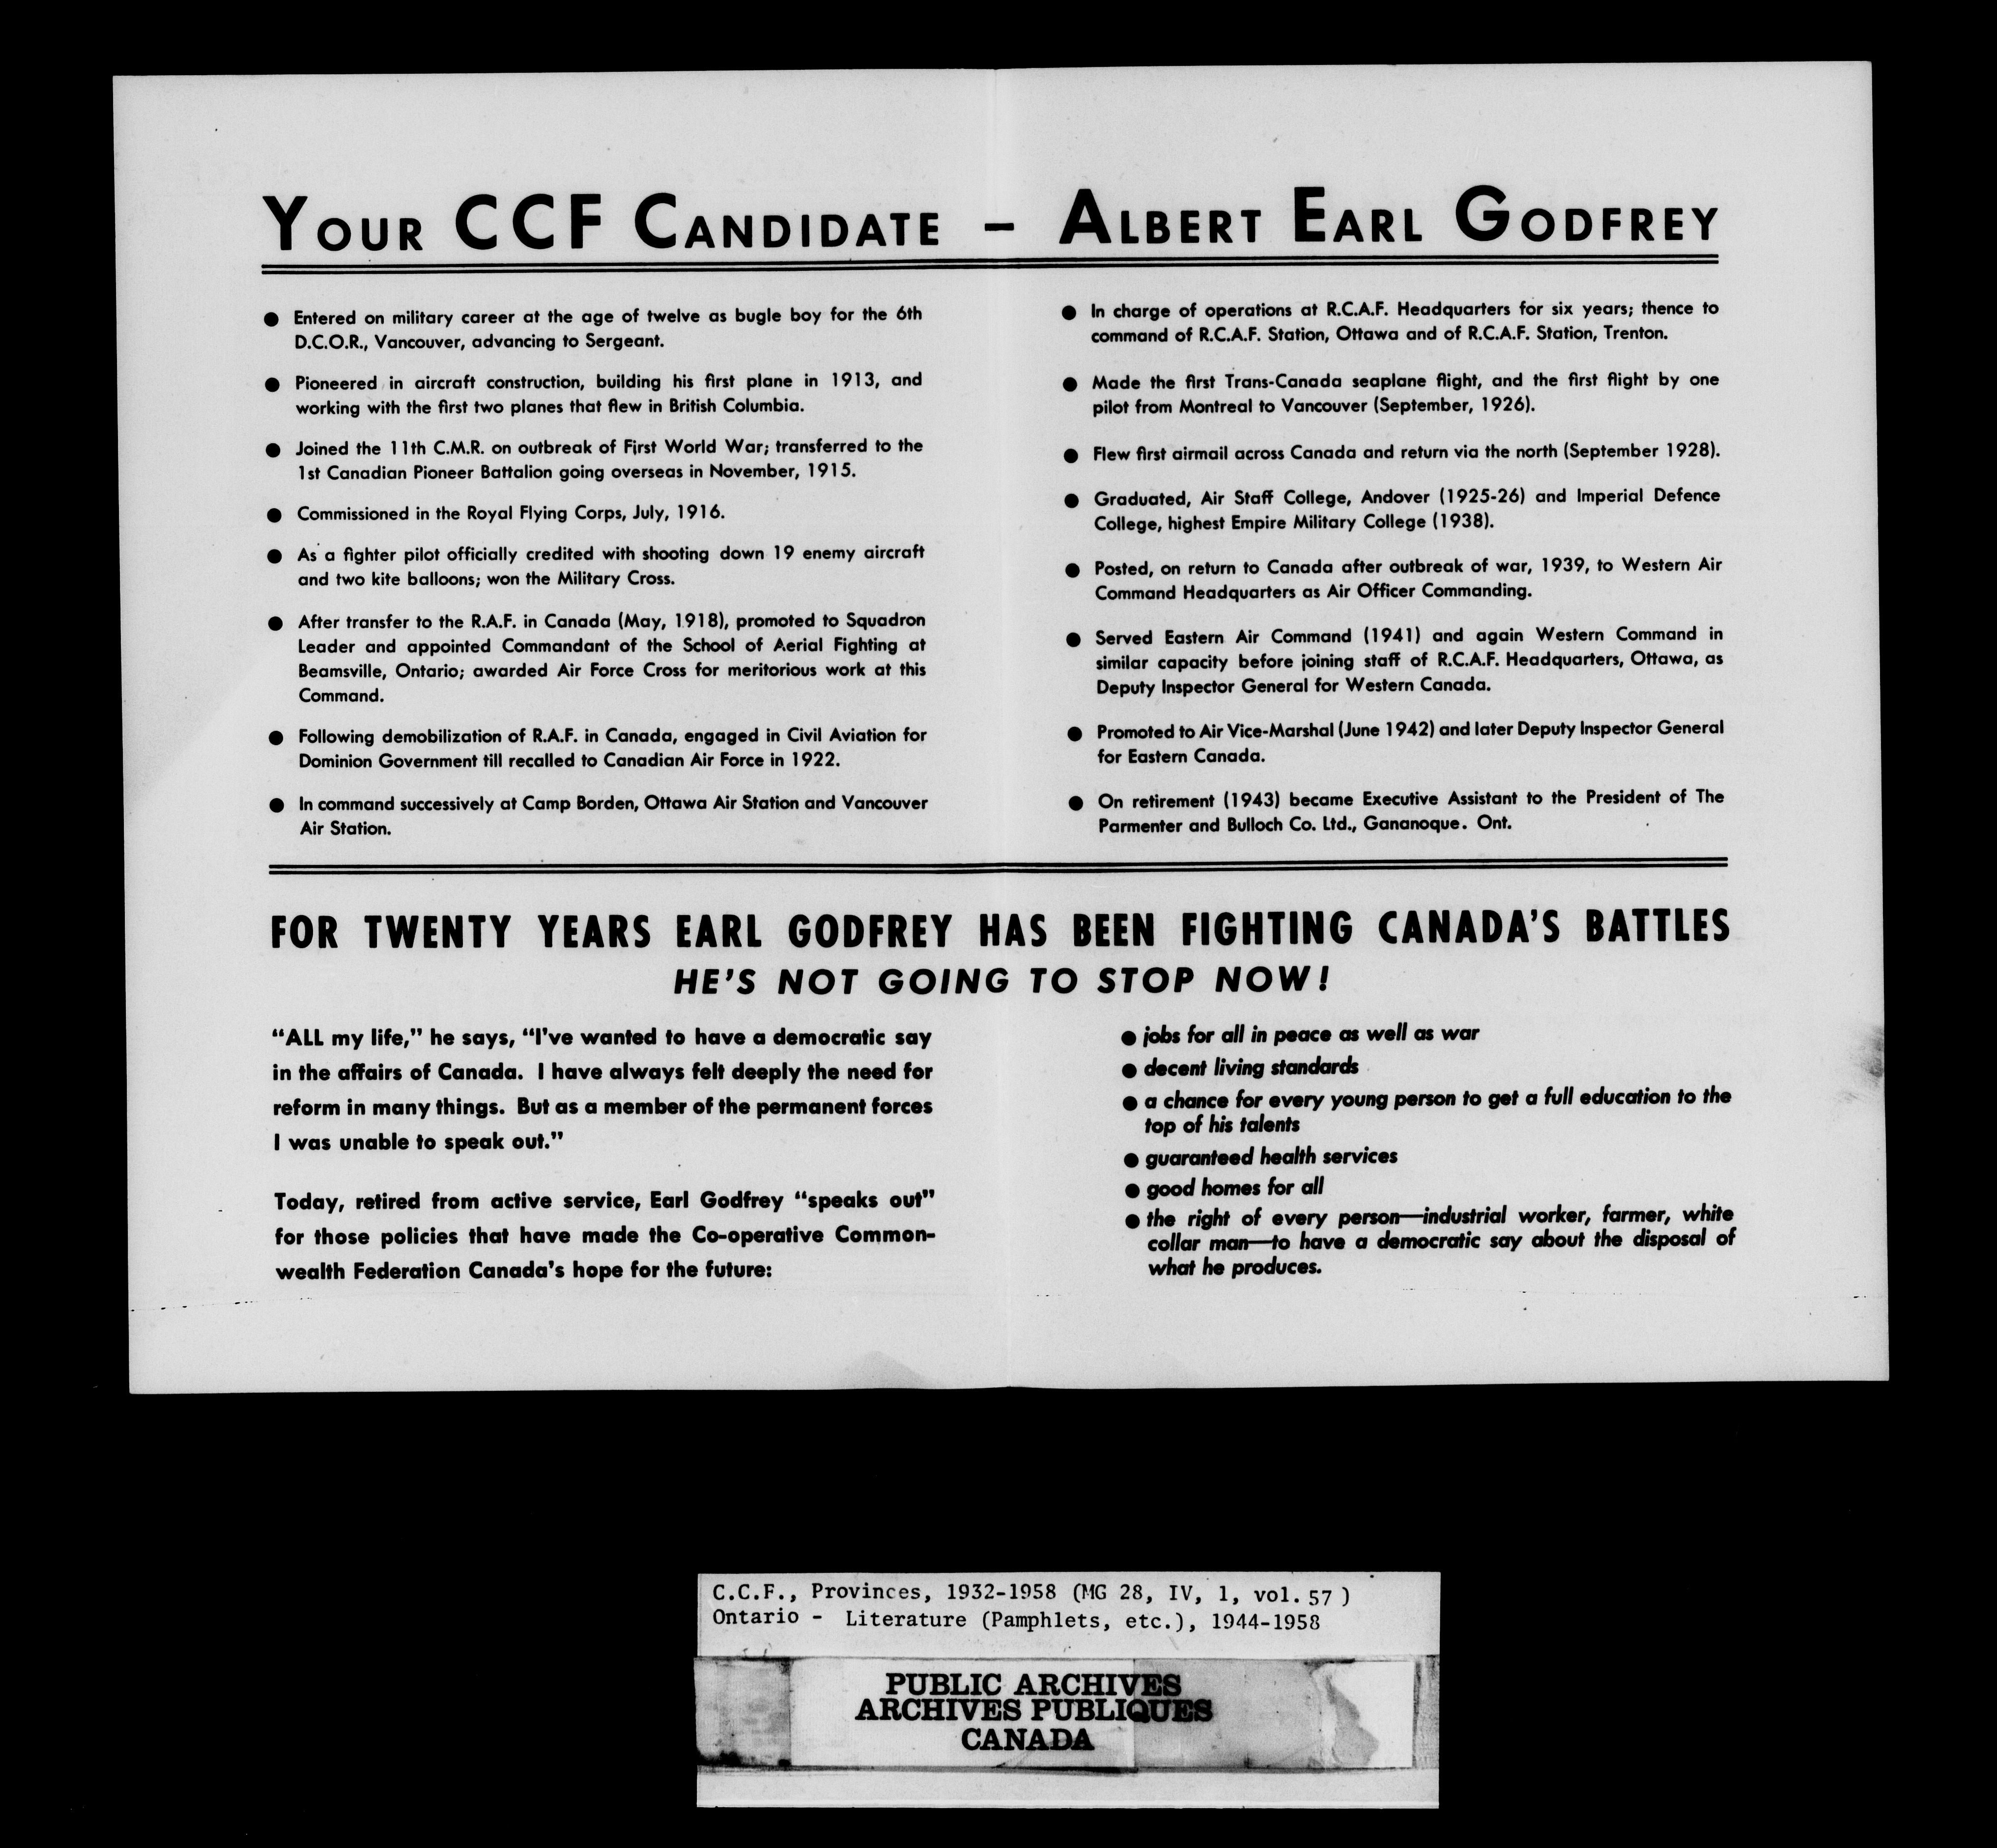 YOUR CCF CANDIDATE – ALBERT EARL GODFREY
● Entered on military career at the age of twelve as bugle boy for the 6th
D.C.O.R., Vancouver, advancing to Sergeant.
● Pioneered in aircraft construction, building his first plane in 1913, and
working with the first two planes that flew in British Columbia.
● Joined the 11th C.M.R. on outbreak of First World War; transferred to the
1st Canadian Pioneer Battalion going overseas in November, 1915.
● Commissioned in the Royal Flying Corps, July, 1916.
● As a fighter pilot officially credited with shooting down 19 enemy aircraft
and two kite balloons; won the Military Cross.
● After transfer to the R.A.F. in Canada (May, 1918), promoted to Squadron
Leader and appointed Commandant of the School of Aerial Fighting at
Beamsville, Ontario; awarded Air Force Cross for meritorious work at this
Command.
● Following demobilization of R.A.F. in Canada, engaged in Civil Aviation for
Dominion Government till recalled to Canadian Air Force in 1922.
● In command successively at Camp Borden, Ottawa Air Station and Vancouver
Air Station.
● In charge of operations at R.C.A.F. Headquarters for six years; thence to
command of R.C.A.F. Station, Ottawa and of R.C.A.F. Station, Trenton.
● Made the first Trans-Canada seaplane flight, and the first flight by one
pilot from Montreal to Vancouver (September, 1926).
● Flew first airmail across Canada and return via the north (September 1928).
● Graduated, Air Staff College, Andover (1925-26) and Imperial Defence
College, highest Empire Military College (1938).
● Posted, on return to Canada after outbreak of war, 1939, to Western Air
Command Headquarters as Air Officer Commanding.
● Served Eastern Air Command (1941) and again Western Command in
similar capacity before joining staff of R.C.A.F. Headquarters, Ottawa, as
Deputy Inspector General for Western Canada.
● Promoted to Air Vice-Marshal (June 1942) and later Deputy Inspector General
for Eastern Canada.
● On retirement (1943) became Executive Assistant to the President of The
Parmenter and Bulloch Co. Ltd., Gananoque. Ont.
FOR TWENTY YEARS EARL GODFREY HAS BEEN FIGHTING CANADA'S BATTLES
HE'S NOT GOING TO STOP NOW!
"ALL my life," he says, "I've wanted to have a democratic say
in the affairs of Canada. I have always felt deeply the need for
reform in many things. But as a member of the permanent forces
I was unable to speak out."
Today, retired from active service, Earl Godfrey "speaks out"
for those policies that have made the Co-operative Common-
wealth Federation Canada's hope for the future:
● jobs for all in peace as well as war
● decent living standards
● a chance for every young person to get a full education to the
top of his talents
● guaranteed health services
● good homes for all
● the right of every person—industrial worker, farmer, white
collar man—to have a democratic say about the disposal of
what he produces.
C.C.F., Provinces, 1932-1958 (MG 28, IV, 1, vol. 57 )
Ontario - Literature (Pamphlets, etc.), 1944-1958
PUBLIC ARCHIVES
ARCHIVES PUBLIQUES
CANADA